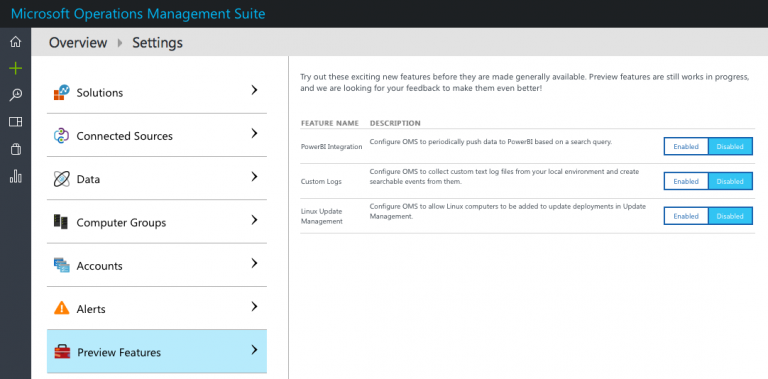 Microsoft Operations Management Suite
Overview Settings
Solutions
Connected Sources
Data
Computer Groups
Accounts
Alerts
Preview Features
Try out these exciting new features before they are made generally available. Preview features are still works in progress,
and we are looking for your feedback to make them even better!
FEATURE NAME DESCRIPTION
PowerBI Integration Configure OMS to periodically push data to PowerBI based on a search query. Enabled Disabled
Custom Logs Configure OMS to collect custom text log files from your local environment and create
searchable events from them. Enabled Disabled
Linux Update Configure OMS to allow Linux computers to be added to update deployments in Update
Management Management. Enabled Disabled